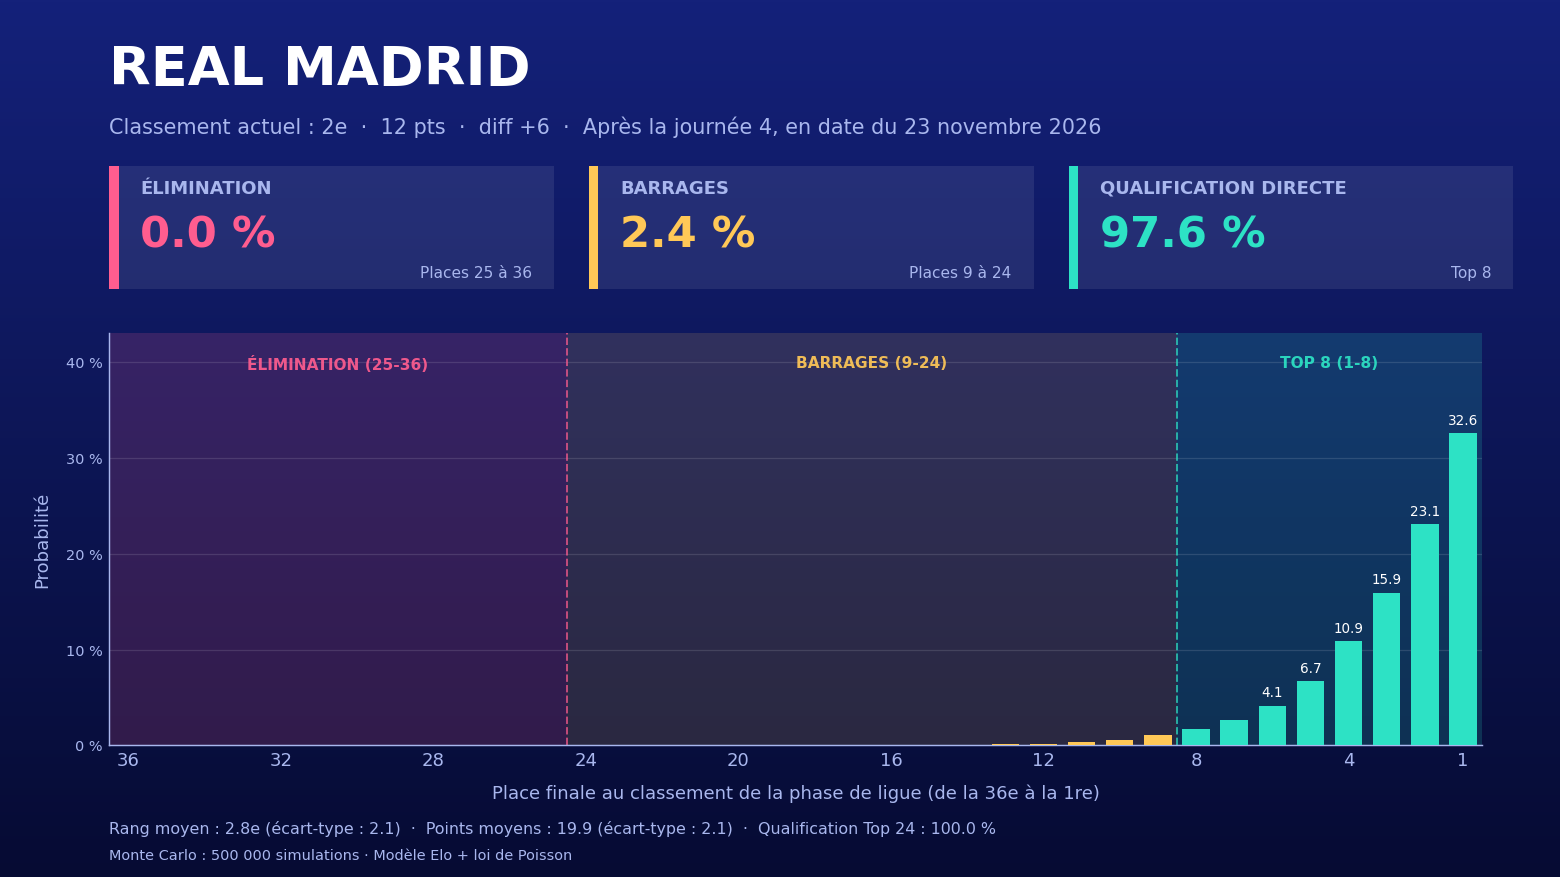 REAL MADRID
Classement actuel : 2e · 12 pts · diff +6 · Après la journée 4, en date du 23 novembre 2026
ÉLIMINATION
0.0 %
Places 25 à 36
BARRAGES
2.4 %
Places 9 à 24
QUALIFICATION DIRECTE
97.6 %
Top 8
ÉLIMINATION (25-36)
BARRAGES (9-24)
TOP 8 (1-8)
Probabilité
40 %
30 %
20 %
10 %
0 %
4.1
6.7
10.9
15.9
23.1
32.6
36 32 28 24 20 16 12 8 4 1
Place finale au classement de la phase de ligue (de la 36e à la 1re)
Rang moyen : 2.8e (écart-type : 2.1) · Points moyens : 19.9 (écart-type : 2.1) · Qualification Top 24 : 100.0 %
Monte Carlo : 500 000 simulations · Modèle Elo + loi de Poisson